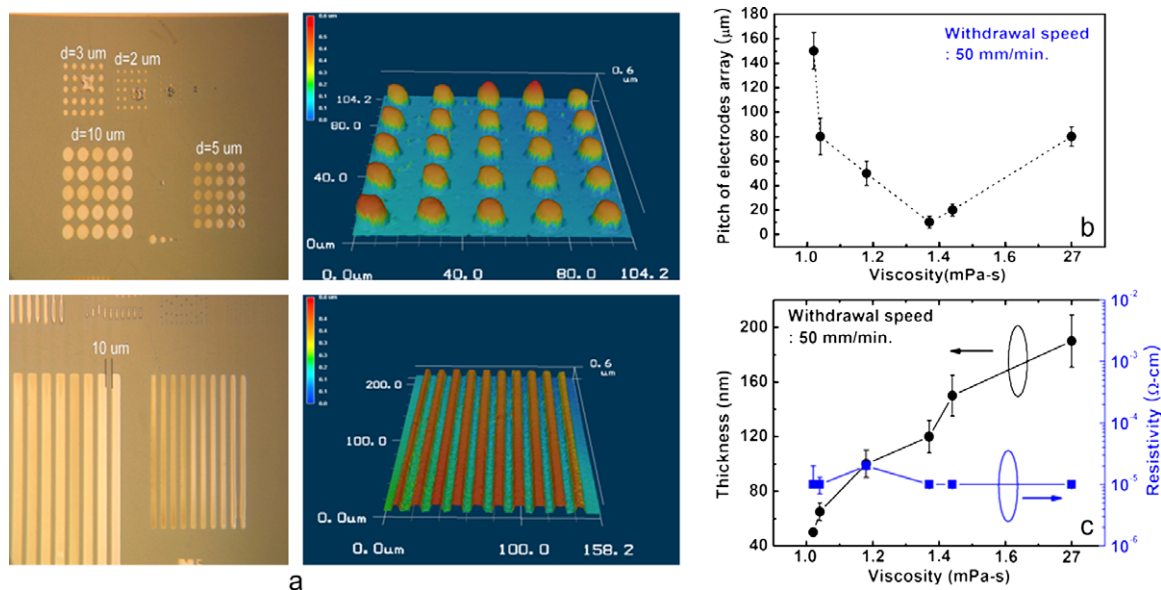 d=3 um
d=2 um
d=10 um
d=5 um
0.6
um
104.2
80.0
40.0
0um
0.0um
40.0
80.0
104.2
10 um
0.6
um
200.0
100.0
0.0um
0.0um
100.0
158.2
a
Pitch of electrodes array (μm)
180
160
140
120
100
80
60
40
20
0
Withdrawal speed
: 50 mm/min.
b
1.0
1.2
1.4
1.6
27
Viscosity(mPa-s)
Thickness (nm)
200
160
120
80
40
Withdrawal speed
: 50 mm/min.
10⁻²
10⁻³
10⁻⁴
10⁻⁵
10⁻⁶
Resistivity (Ω-cm)
c
1.0
1.2
1.4
1.6
27
Viscosity (mPa-s)